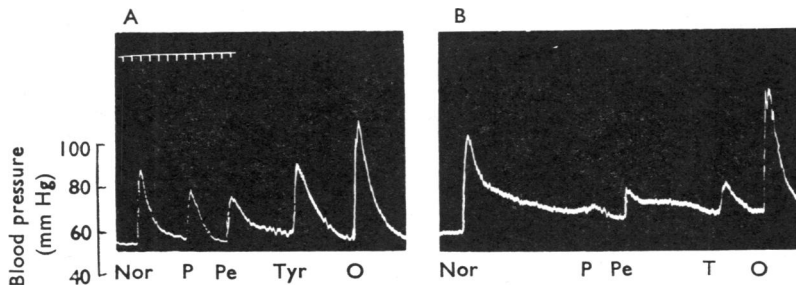 A
B
Blood pressure
(mm Hg)
100
80
60
40
Nor P Pe Tyr O
Nor P Pe T O